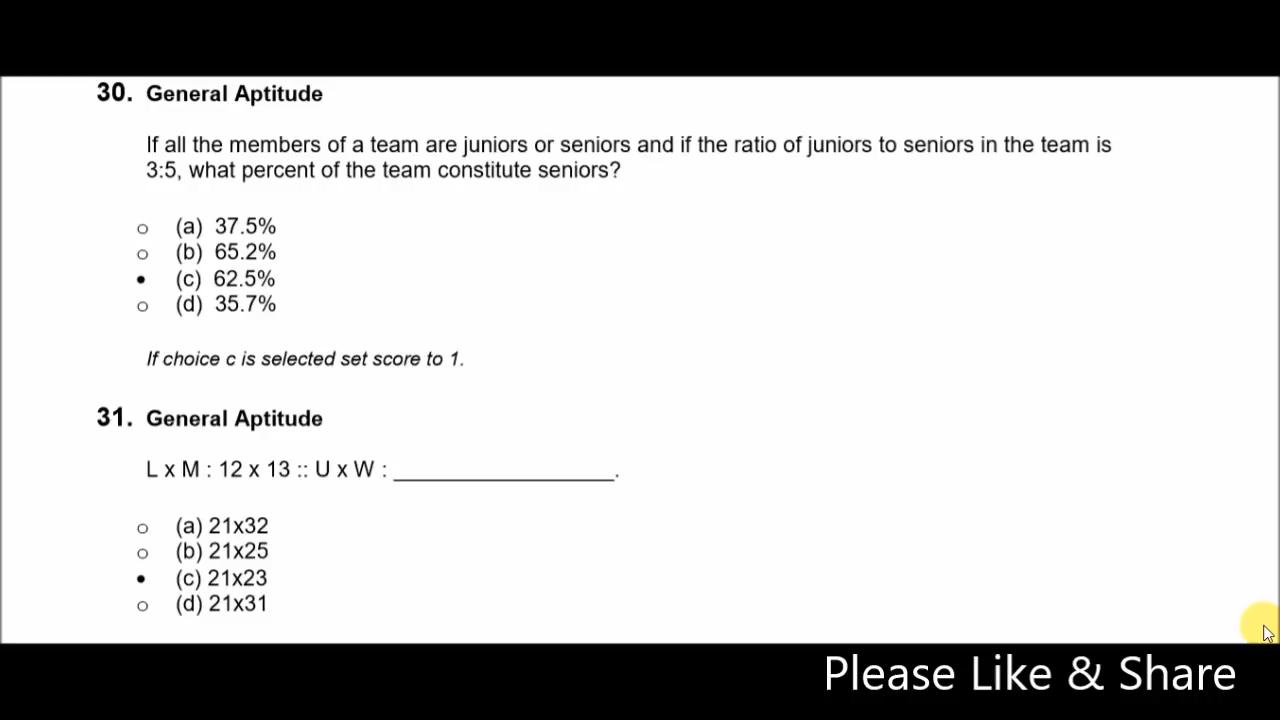 30. General Aptitude
If all the members of a team are juniors or seniors and if the ratio of juniors to seniors in the team is
3:5, what percent of the team constitute seniors?
o (a) 37.5%
o (b) 65.2%
• (c) 62.5%
o (d) 35.7%
If choice c is selected set score to 1.
31. General Aptitude
L x M : 12 x 13 :: U x W : ___________________.
o (a) 21x32
o (b) 21x25
• (c) 21x23
o (d) 21x31
Please Like & Share